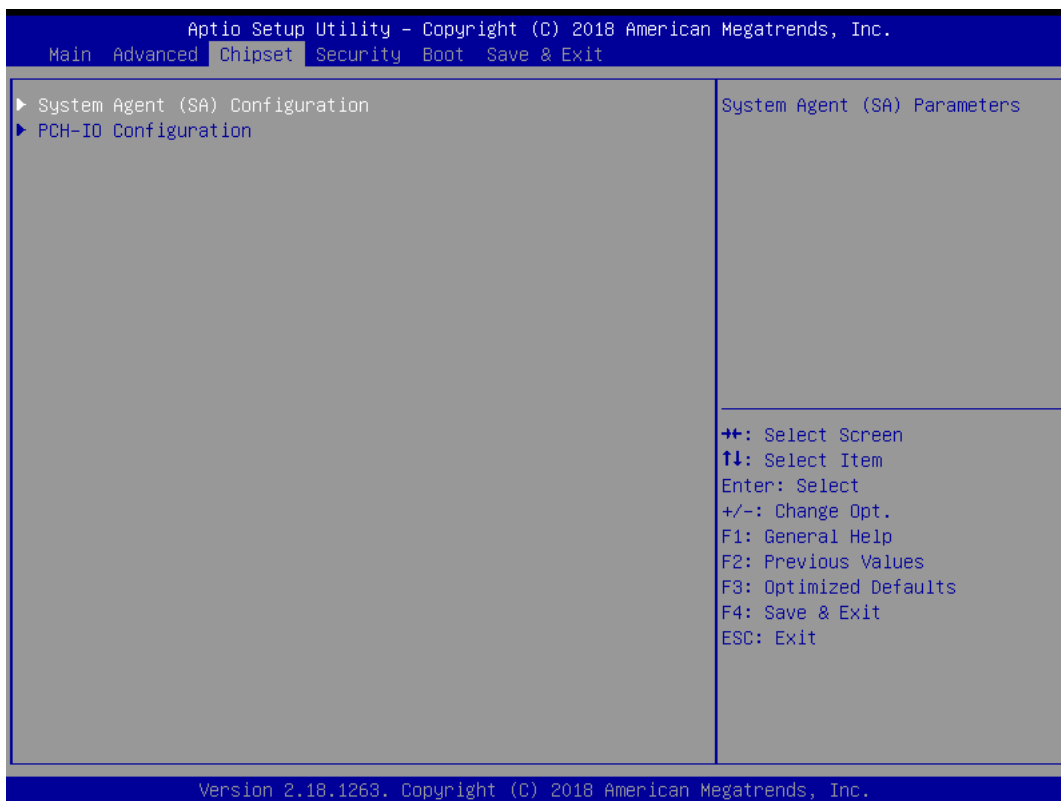 Aptio Setup Utility – Copyright (C) 2018 American Megatrends, Inc.
Main Advanced Chipset Security Boot Save & Exit
▶ System Agent (SA) Configuration
▶ PCH-IO Configuration
System Agent (SA) Parameters
→←: Select Screen
↑↓: Select Item
Enter: Select
+/-: Change Opt.
F1: General Help
F2: Previous Values
F3: Optimized Defaults
F4: Save & Exit
ESC: Exit
Version 2.18.1263. Copyright (C) 2018 American Megatrends, Inc.